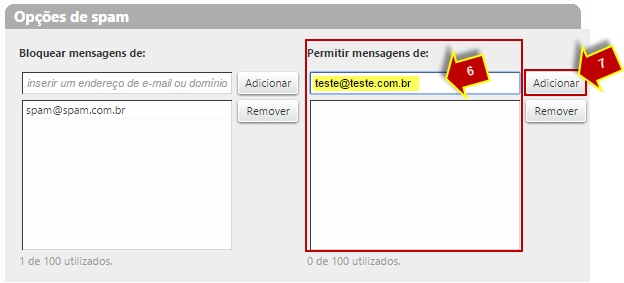 Opções de spam
Bloquear mensagens de:
inserir um endereço de e-mail ou domínio
Adicionar
spam@spam.com.br
Remover
1 de 100 utilizados.
Permitir mensagens de:
teste@teste.com.br
6
Adicionar
7
Remover
0 de 100 utilizados.